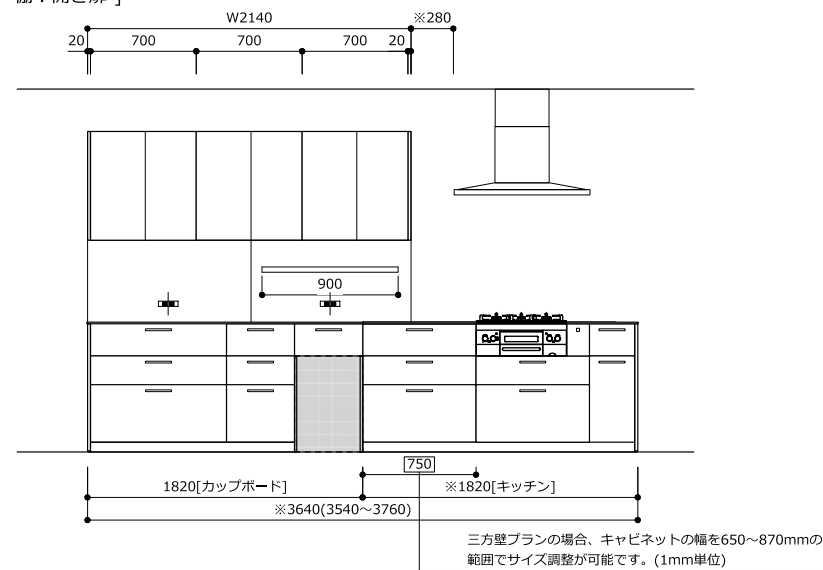 W2140
※280
20
700
700
700
20
900
750
1820[カップボード]
※1820[キッチン]
※3640(3540〜3760)
三方壁プランの場合、キャビネットの幅を650〜870mmの
範囲でサイズ調整が可能です。(1mm単位)